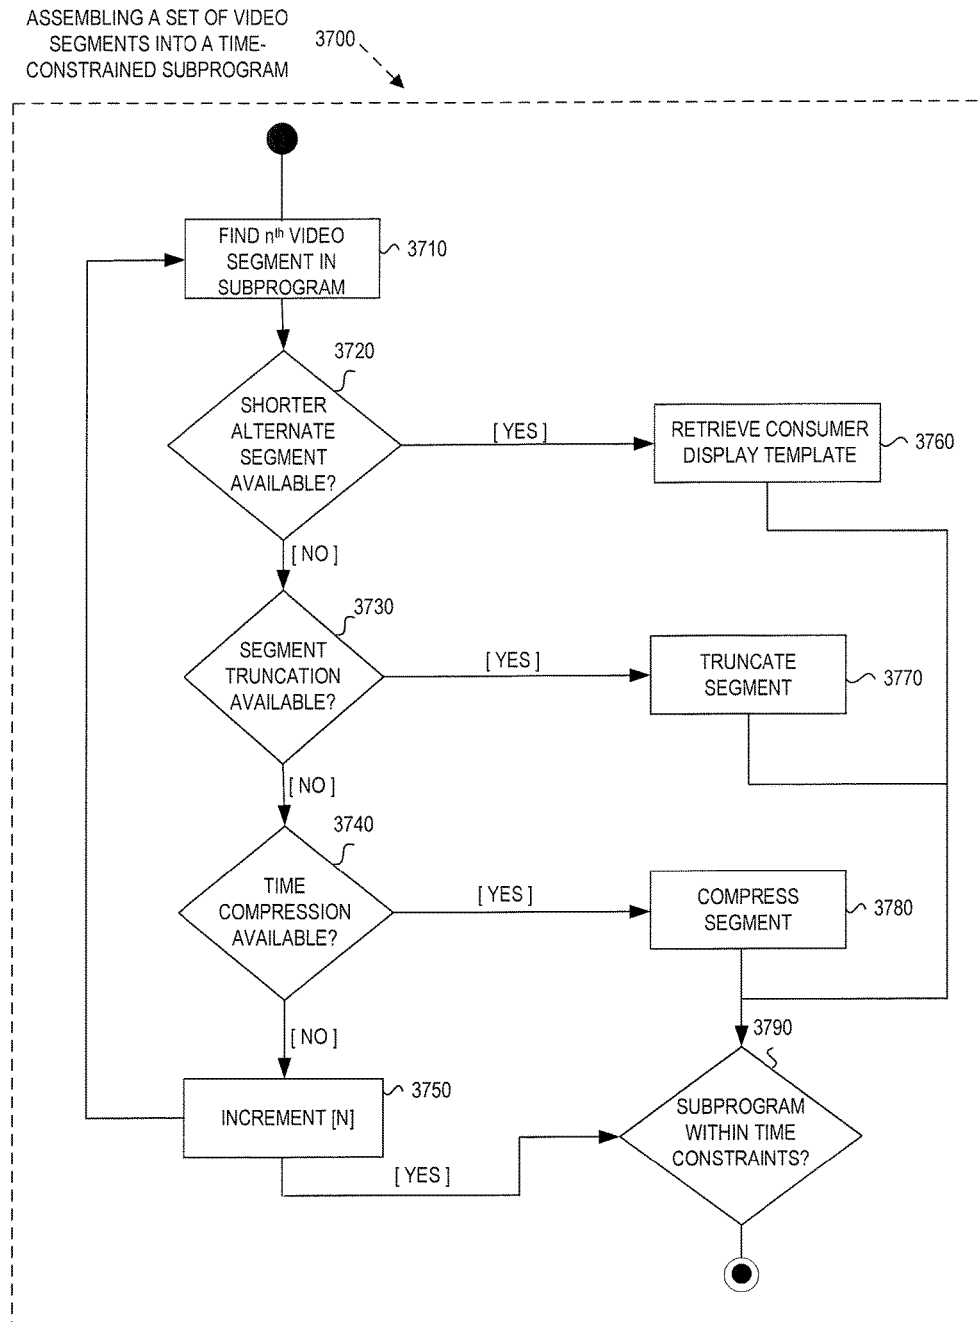 ASSEMBLING A SET OF VIDEO
SEGMENTS INTO A TIME-
CONSTRAINED SUBPROGRAM
3700
FIND nth VIDEO
SEGMENT IN
SUBPROGRAM
3710
3720
SHORTER
ALTERNATE
SEGMENT
AVAILABLE?
[ YES ]
RETRIEVE CONSUMER
DISPLAY TEMPLATE
3760
[ NO ]
3730
SEGMENT
TRUNCATION
AVAILABLE?
[ YES ]
TRUNCATE
SEGMENT
3770
[ NO ]
3740
TIME
COMPRESSION
AVAILABLE?
[ YES ]
COMPRESS
SEGMENT
3780
[ NO ]
3750
INCREMENT [N]
[ YES ]
3790
SUBPROGRAM
WITHIN TIME
CONSTRAINTS?